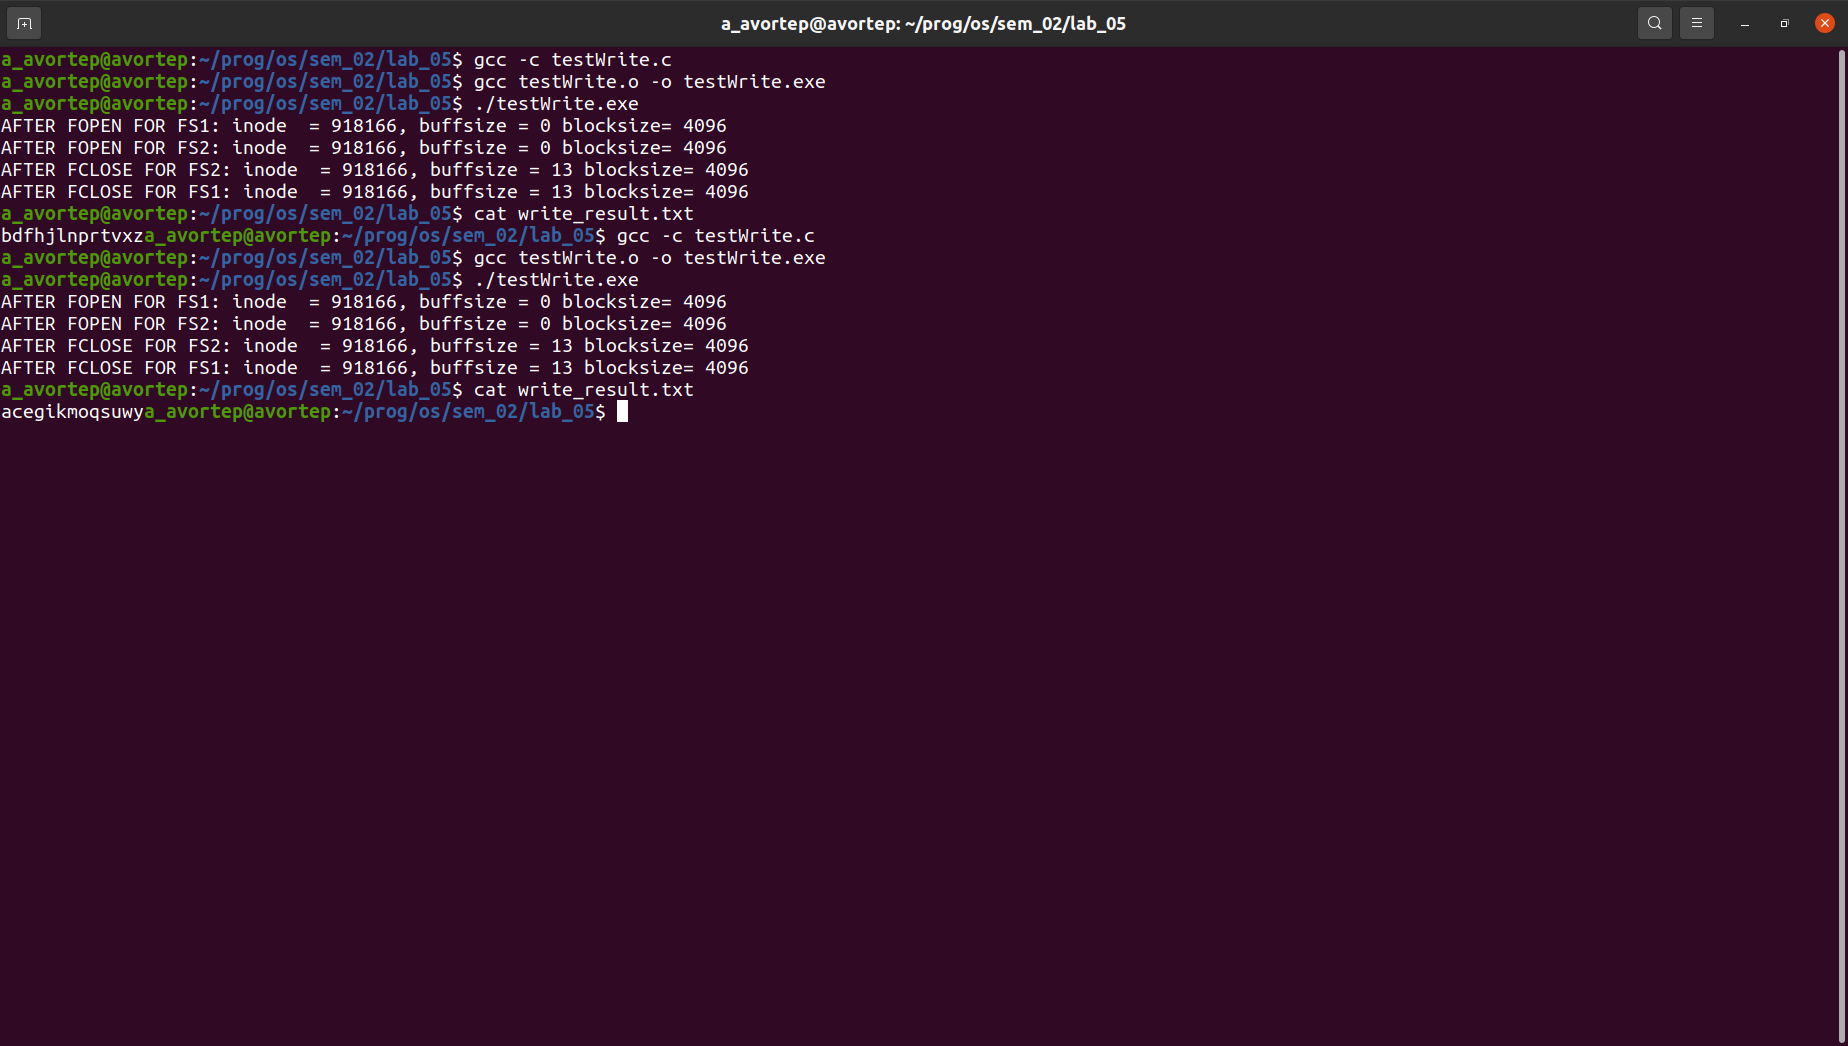 a_avortep@avortep: ~/prog/os/sem_02/lab_05
a_avortep@avortep:~/prog/os/sem_02/lab_05$ gcc -c testWrite.c
a_avortep@avortep:~/prog/os/sem_02/lab_05$ gcc testWrite.o -o testWrite.exe
a_avortep@avortep:~/prog/os/sem_02/lab_05$ ./testWrite.exe
AFTER FOPEN FOR FS1: inode  = 918166, buffsize = 0 blocksize= 4096
AFTER FOPEN FOR FS2: inode  = 918166, buffsize = 0 blocksize= 4096
AFTER FCLOSE FOR FS2: inode  = 918166, buffsize = 13 blocksize= 4096
AFTER FCLOSE FOR FS1: inode  = 918166, buffsize = 13 blocksize= 4096
a_avortep@avortep:~/prog/os/sem_02/lab_05$ cat write_result.txt
bdfhjlnprtvxza_avortep@avortep:~/prog/os/sem_02/lab_05$ gcc -c testWrite.c
a_avortep@avortep:~/prog/os/sem_02/lab_05$ gcc testWrite.o -o testWrite.exe
a_avortep@avortep:~/prog/os/sem_02/lab_05$ ./testWrite.exe
AFTER FOPEN FOR FS1: inode  = 918166, buffsize = 0 blocksize= 4096
AFTER FOPEN FOR FS2: inode  = 918166, buffsize = 0 blocksize= 4096
AFTER FCLOSE FOR FS2: inode  = 918166, buffsize = 13 blocksize= 4096
AFTER FCLOSE FOR FS1: inode  = 918166, buffsize = 13 blocksize= 4096
a_avortep@avortep:~/prog/os/sem_02/lab_05$ cat write_result.txt
acegikmoqsuwya_avortep@avortep:~/prog/os/sem_02/lab_05$